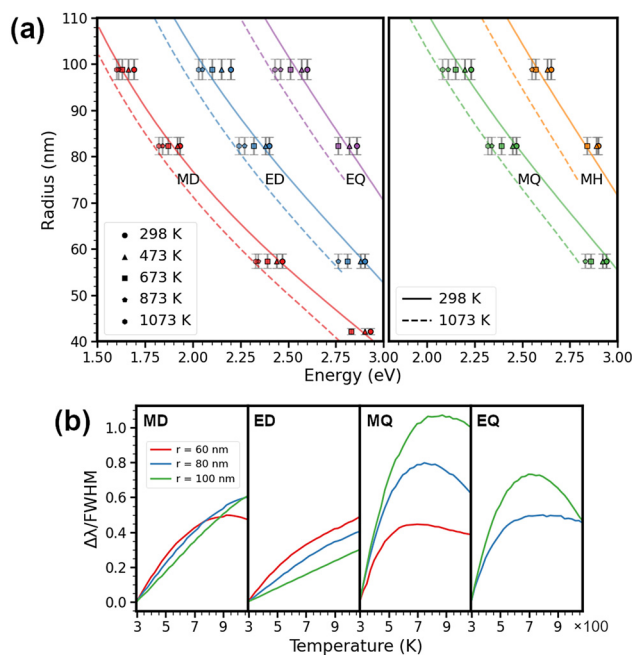 (a)
110
100
90
80
70
60
50
40
Radius (nm)
MD
ED
EQ
298 K
473 K
673 K
873 K
1073 K
MQ
MH
298 K
1073 K
1.50 1.75 2.00 2.25 2.50 2.75 3.00
2.00 2.25 2.50 2.75 3.00
Energy (eV)
(b)
MD ED MQ EQ
r = 60 nm
r = 80 nm
r = 100 nm
1.0
0.8
0.6
0.4
0.2
0.0
Δλ/FWHM
3 5 7 9 3 5 7 9 3 5 7 9 3 5 7 9 ×100
Temperature (K)